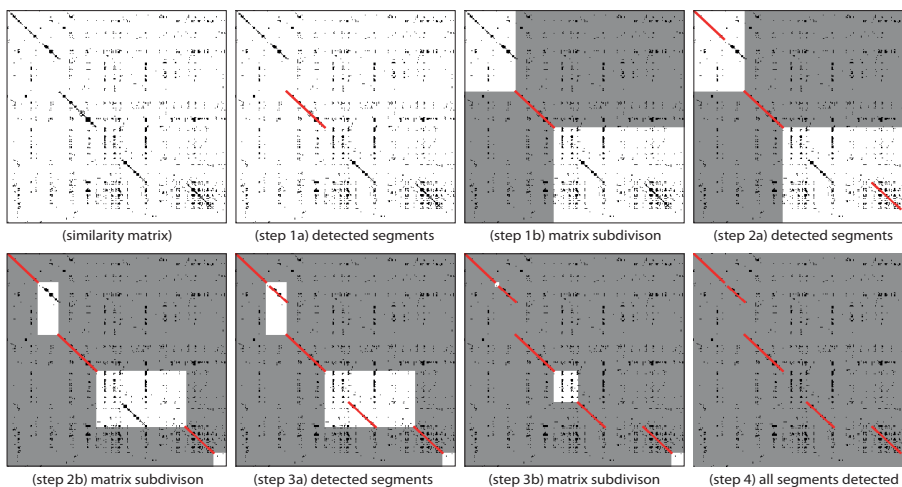 (similarity matrix)
(step 1a) detected segments
(step 1b) matrix subdivison
(step 2a) detected segments
(step 2b) matrix subdivison
(step 3a) detected segments
(step 3b) matrix subdivison
(step 4) all segments detected